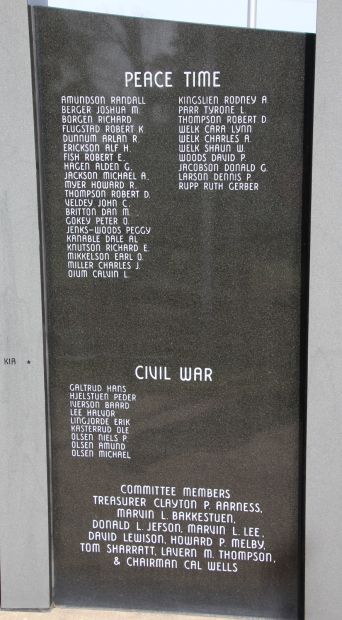 PEACE TIME
AMUNDSON RANDALL
BERGER JOSHUA M.
BORGEN RICHARD
FLUGSTAD ROBERT K
DUNNUM ARLAN R.
ERICKSON ALF H.
FISH ROBERT E.
HAGEN ALDEN G.
JACKSON MICHAEL A.
MYER HOWARD R.
THOMPSON ROBERT D.
VELDEY JOHN C.
BRITTON DAN M.
GOKEY PETER O.
JENKS-WOODS PEGGY
KANABLE DALE AL
KNUTSON RICHARD E.
MIKKELSON EARL O.
MILLER CHARLES J.
OIUM CALVIN L.
KINGSLIEN RODNEY A
PARR TYRONE L.
THOMPSON ROBERT D.
WELK CARA LYNN
WELK CHARLES A.
WELK SHAUN W.
WOODS DAVID P.
JACOBSON DONALD G.
LARSON DENNIS P.
RUPP RUTH GERBER
KIA ★
CIVIL WAR
GALTRUD HANS
HJELSTUEN PEDER
IVERSON BAARD
LEE HALVOR
LINGJORDE ERIK
KASTERRUD OLE
OLSEN NIELS P.
OLSEN AMUND
OLSEN MICHAEL
COMMITTEE MEMBERS
TREASURER CLAYTON P. AARNESS,
MARVIN L. BAKKESTUEN,
DONALD L. JEFSON, MARVIN L. LEE,
DAVID LEWISON, HOWARD P. MELBY,
TOM SHARRATT, LAVERN M. THOMPSON,
& CHAIRMAN CAL WELLS